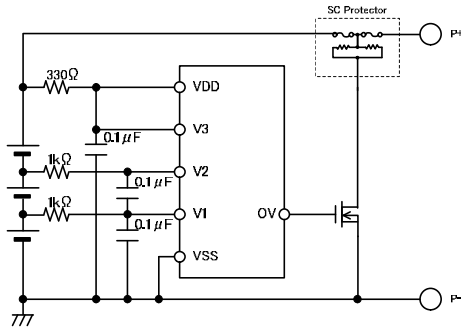 SC Protector
P+
330Ω
VDD
V3
0.1μF
1kΩ
V2
0.1μF
1kΩ
V1
OV
0.1μF
VSS
P-